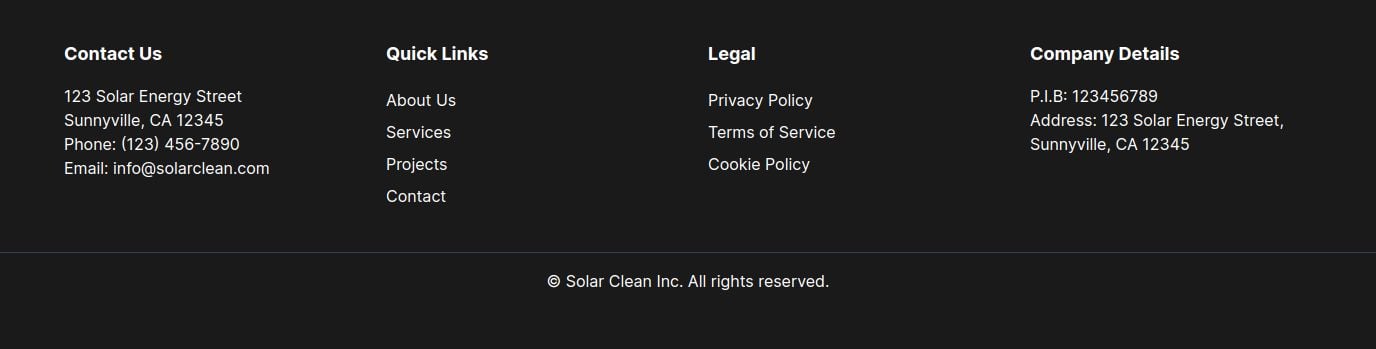 Contact Us
123 Solar Energy Street
Sunnyville, CA 12345
Phone: (123) 456-7890
Email: info@solarclean.com
Quick Links
About Us
Services
Projects
Contact
Legal
Privacy Policy
Terms of Service
Cookie Policy
Company Details
P.I.B: 123456789
Address: 123 Solar Energy Street,
Sunnyville, CA 12345
© Solar Clean Inc. All rights reserved.